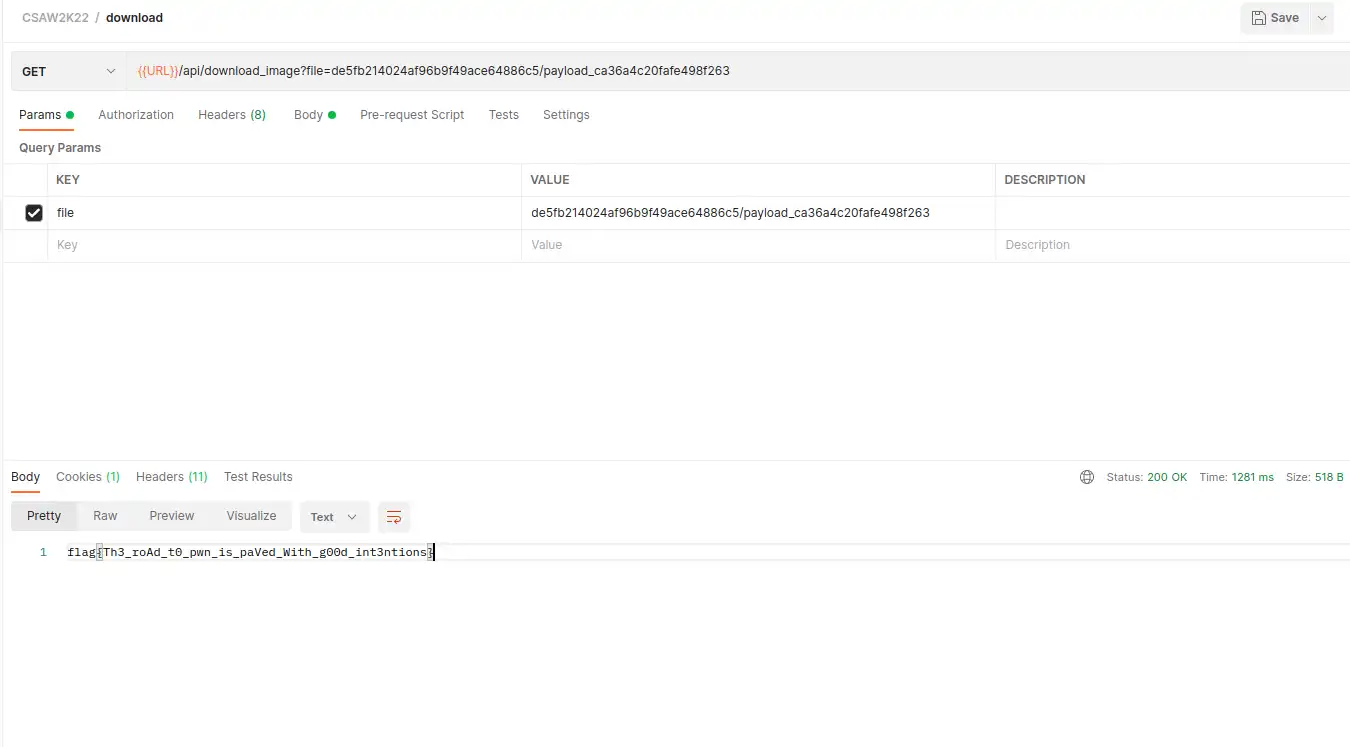 CSAW2K22 / download
Save
GET {{URL}}/api/download_image?file=de5fb214024af96b9f49ace64886c5/payload_ca36a4c20fafe498f263
Params Authorization Headers (8) Body Pre-request Script Tests Settings
Query Params
KEY VALUE DESCRIPTION
file de5fb214024af96b9f49ace64886c5/payload_ca36a4c20fafe498f263
Key Value Description
Body Cookies (1) Headers (11) Test Results Status: 200 OK Time: 1281 ms Size: 518 B
Pretty Raw Preview Visualize Text
1 flag{Th3_roAd_t0_pwn_is_paVed_With_g00d_int3ntions}